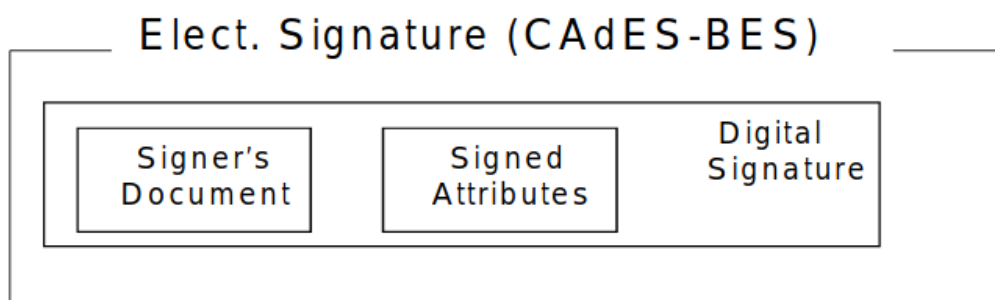 Elect. Signature (CAdES-BES)
Signer's
Document
Signed
Attributes
Digital
Signature